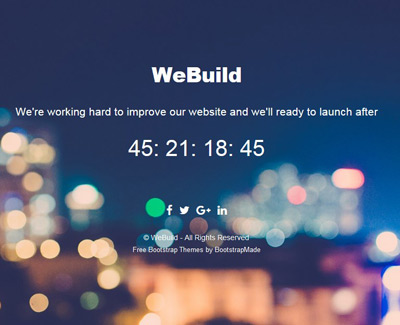 WeBuild
We're working hard to improve our website and we'll ready to launch after
45: 21: 18: 45
© WeBuild - All Rights Reserved
Free Bootstrap Themes by BootstrapMade